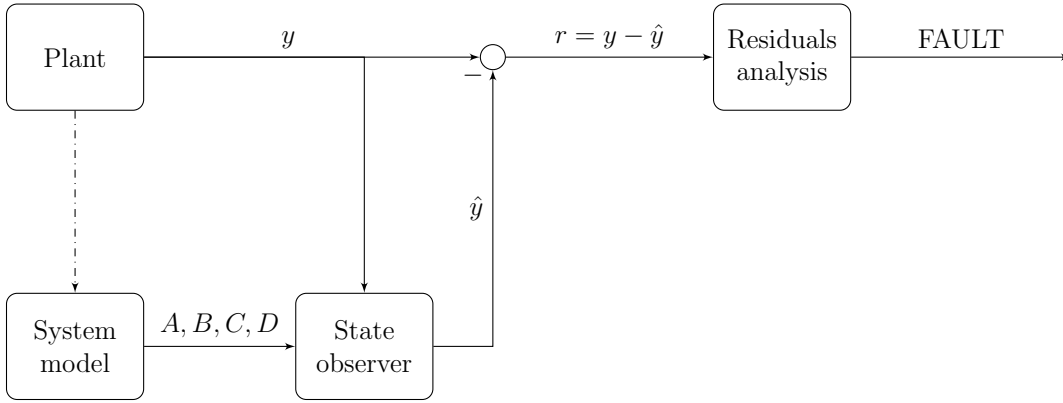 Plant
y
−
r = y − ŷ
Residuals
analysis
FAULT
ŷ
System
model
A, B, C, D
State
observer